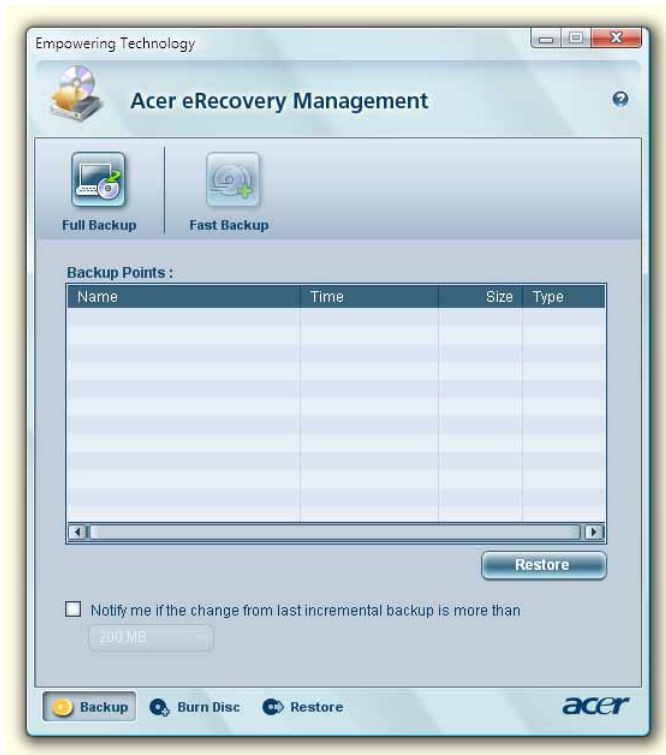 Empowering Technology
Acer eRecovery Management
Full Backup Fast Backup
Backup Points :
Name Time Size Type
Restore
Notify me if the change from last incremental backup is more than
200 MB
Backup Burn Disc Restore acer